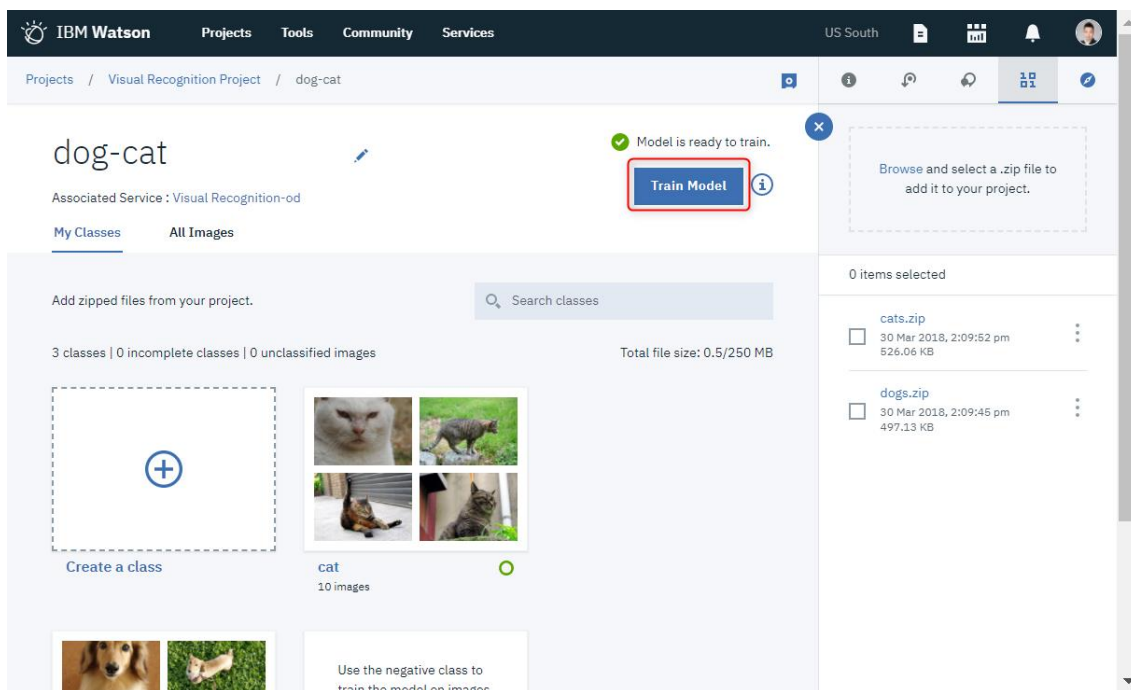 IBM Watson Projects Tools Community Services US South
Projects / Visual Recognition Project / dog-cat
dog-cat
Model is ready to train.
Train Model
Associated Service : Visual Recognition-od
My Classes All Images
Add zipped files from your project.
Search classes
3 classes | 0 incomplete classes | 0 unclassified images
Total file size: 0.5/250 MB
Create a class
cat
10 images
Use the negative class to
train the model on images
Browse and select a .zip file to
add it to your project.
0 items selected
cats.zip
30 Mar 2018, 2:09:52 pm
526.06 KB
dogs.zip
30 Mar 2018, 2:09:45 pm
497.13 KB